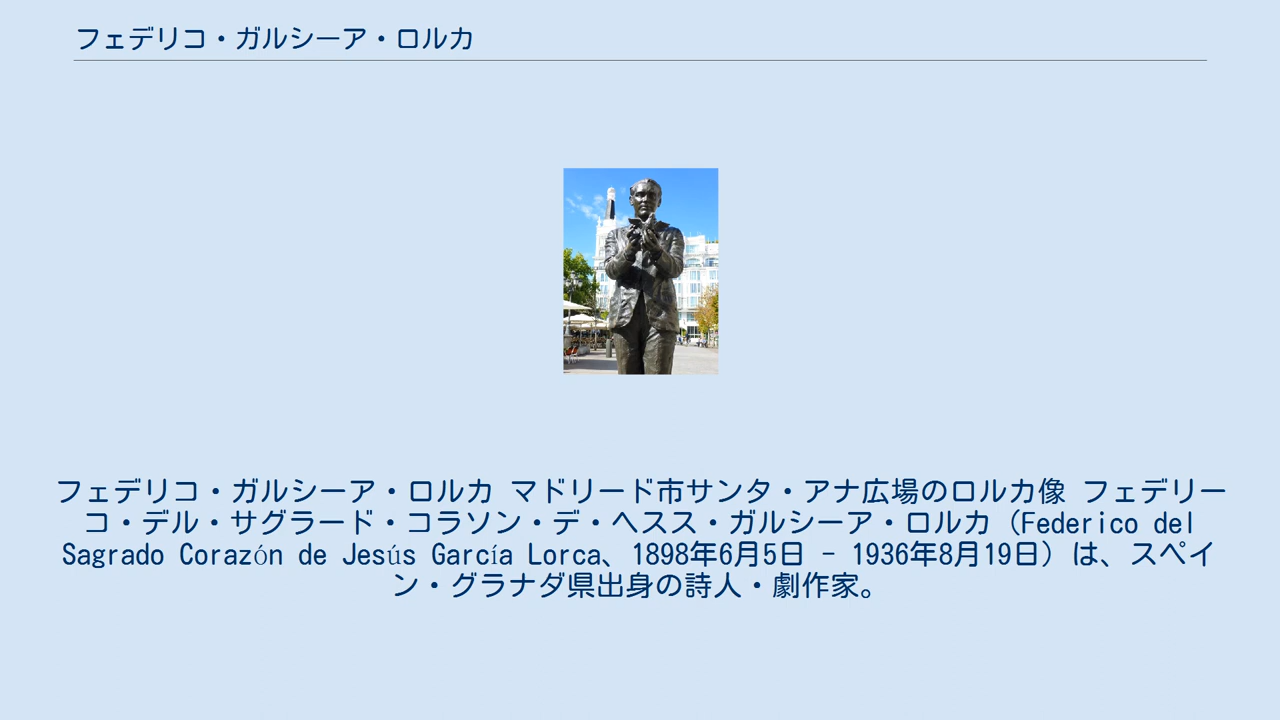 フェデリコ・ガルシーア・ロルカ
フェデリコ・ガルシーア・ロルカ マドリード市サンタ・アナ広場のロルカ像 フェデリー
コ・デル・サグラード・コラソン・デ・ヘスス・ガルシーア・ロルカ（Federico del
Sagrado Corazón de Jesús García Lorca、1898年6月5日 - 1936年8月19日）は、スペイ
ン・グラナダ県出身の詩人・劇作家。